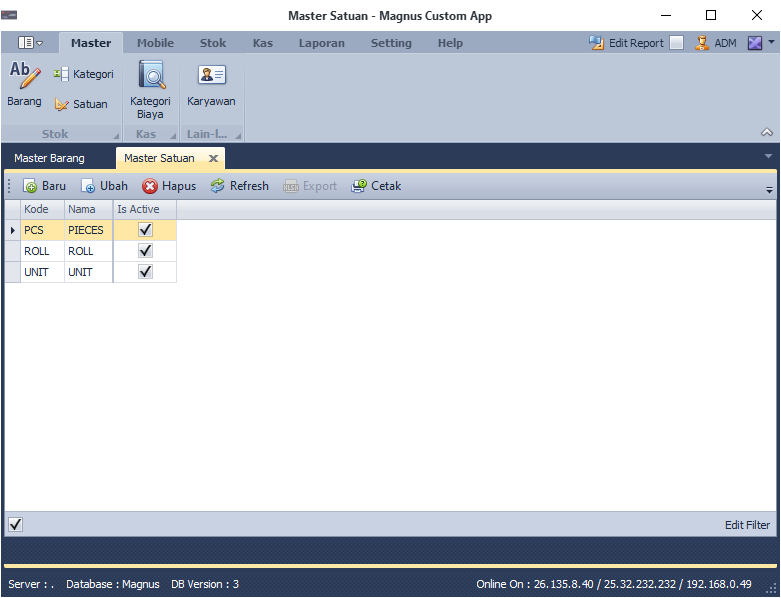 Master Satuan - Magnus Custom App
Master Mobile Stok Kas Laporan Setting Help Edit Report ADM
Ab
Barang
Kategori
Satuan
Kategori
Biaya
Karyawan
Stok Kas Lain-l...
Master Barang Master Satuan
Baru Ubah Hapus Refresh Export Cetak
Kode Nama Is Active
PCS PIECES
ROLL ROLL
UNIT UNIT
Edit Filter
Server : . Database : Magnus DB Version : 3 Online On : 26.135.8.40 / 25.32.232.232 / 192.168.0.49